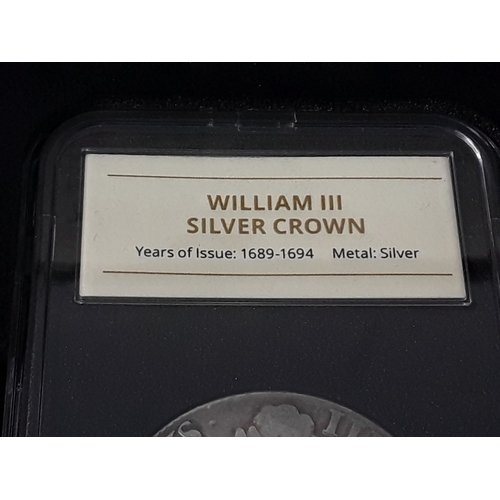 WILLIAM III
SILVER CROWN
Years of Issue: 1689-1694 Metal: Silver